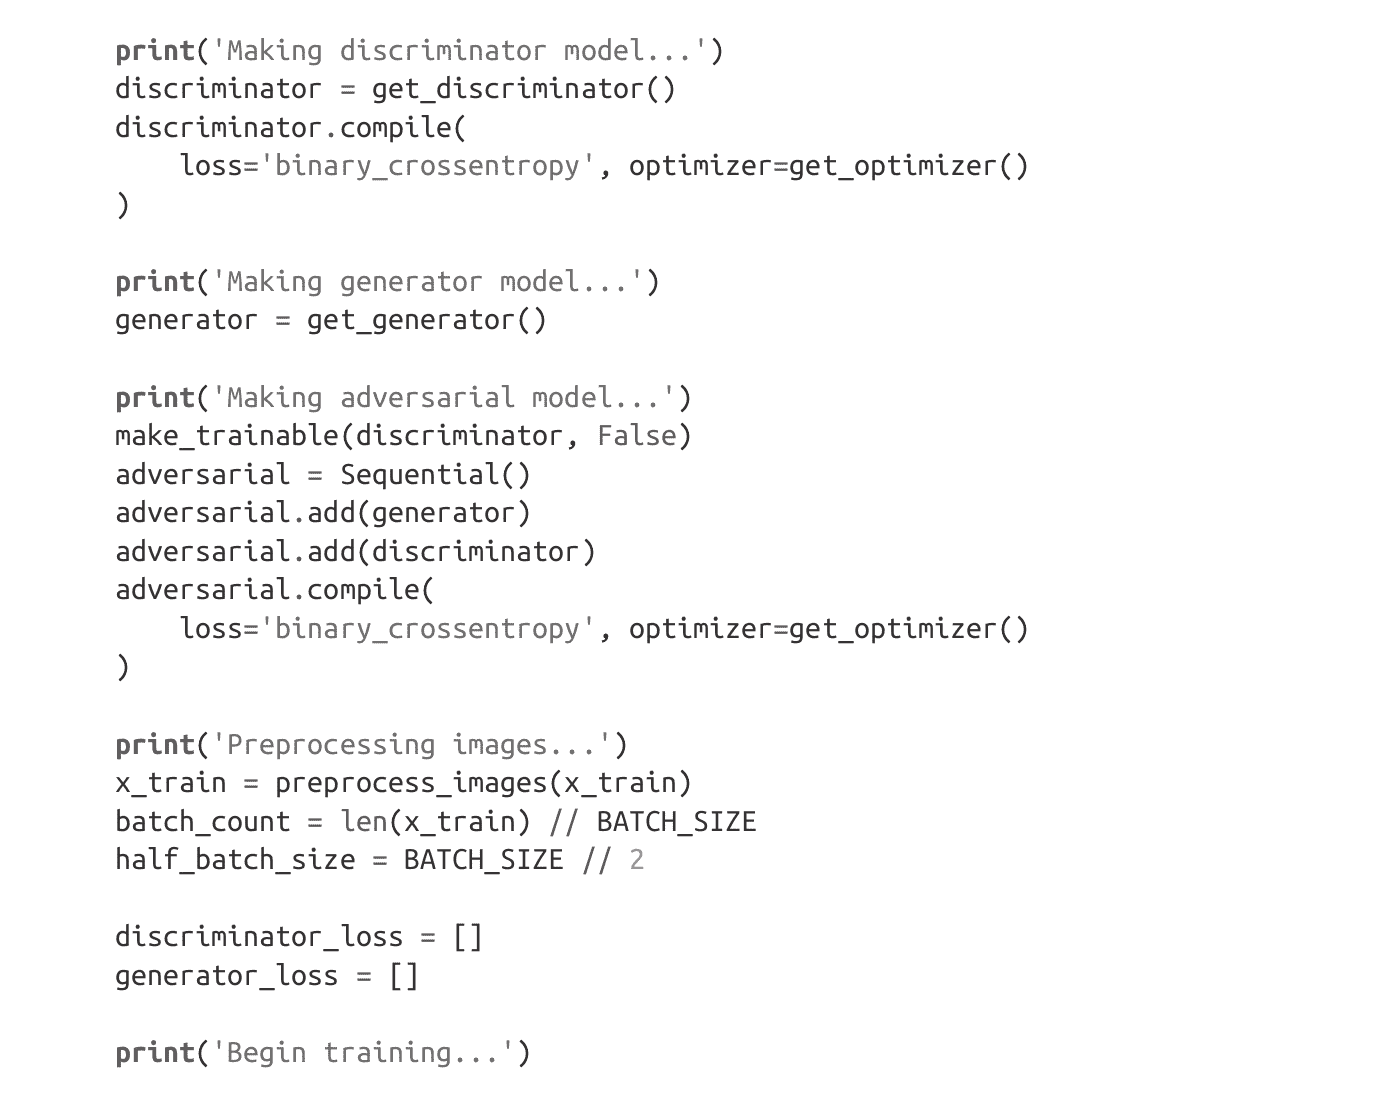 print('Making discriminator model...')
discriminator = get_discriminator()
discriminator.compile(
    loss='binary_crossentropy', optimizer=get_optimizer()
)

print('Making generator model...')
generator = get_generator()

print('Making adversarial model...')
make_trainable(discriminator, False)
adversarial = Sequential()
adversarial.add(generator)
adversarial.add(discriminator)
adversarial.compile(
    loss='binary_crossentropy', optimizer=get_optimizer()
)

print('Preprocessing images...')
x_train = preprocess_images(x_train)
batch_count = len(x_train) // BATCH_SIZE
half_batch_size = BATCH_SIZE // 2

discriminator_loss = []
generator_loss = []

print('Begin training...')